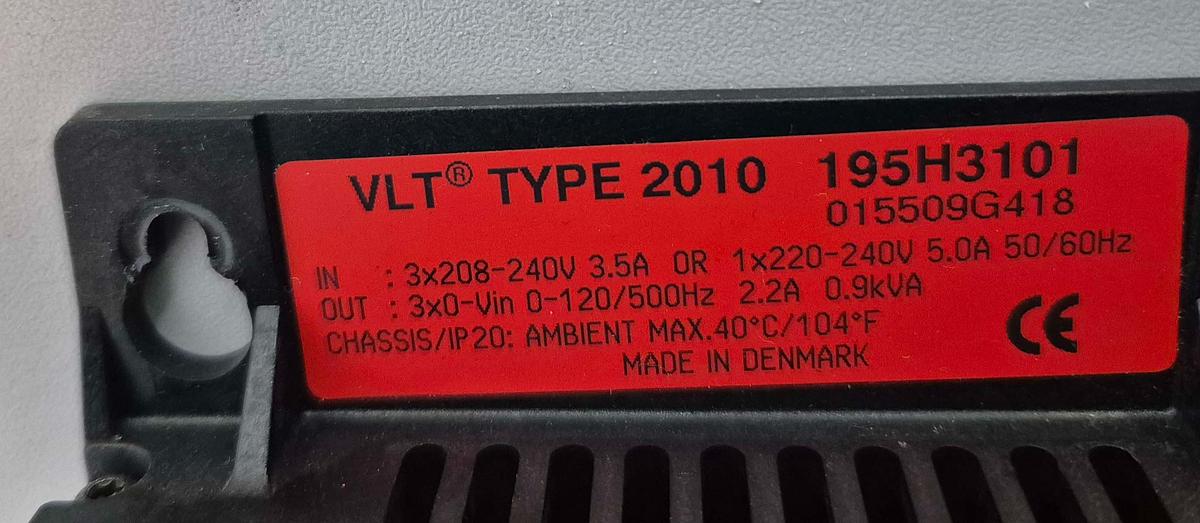 VLT® TYPE 2010 195H3101
015509G418
IN : 3x208-240V 3.5A OR 1x220-240V 5.0A 50/60Hz
OUT : 3x0-Vin 0-120/500Hz 2.2A 0.9kVA
CHASSIS/IP20: AMBIENT MAX.40°C/104°F
MADE IN DENMARK
CE